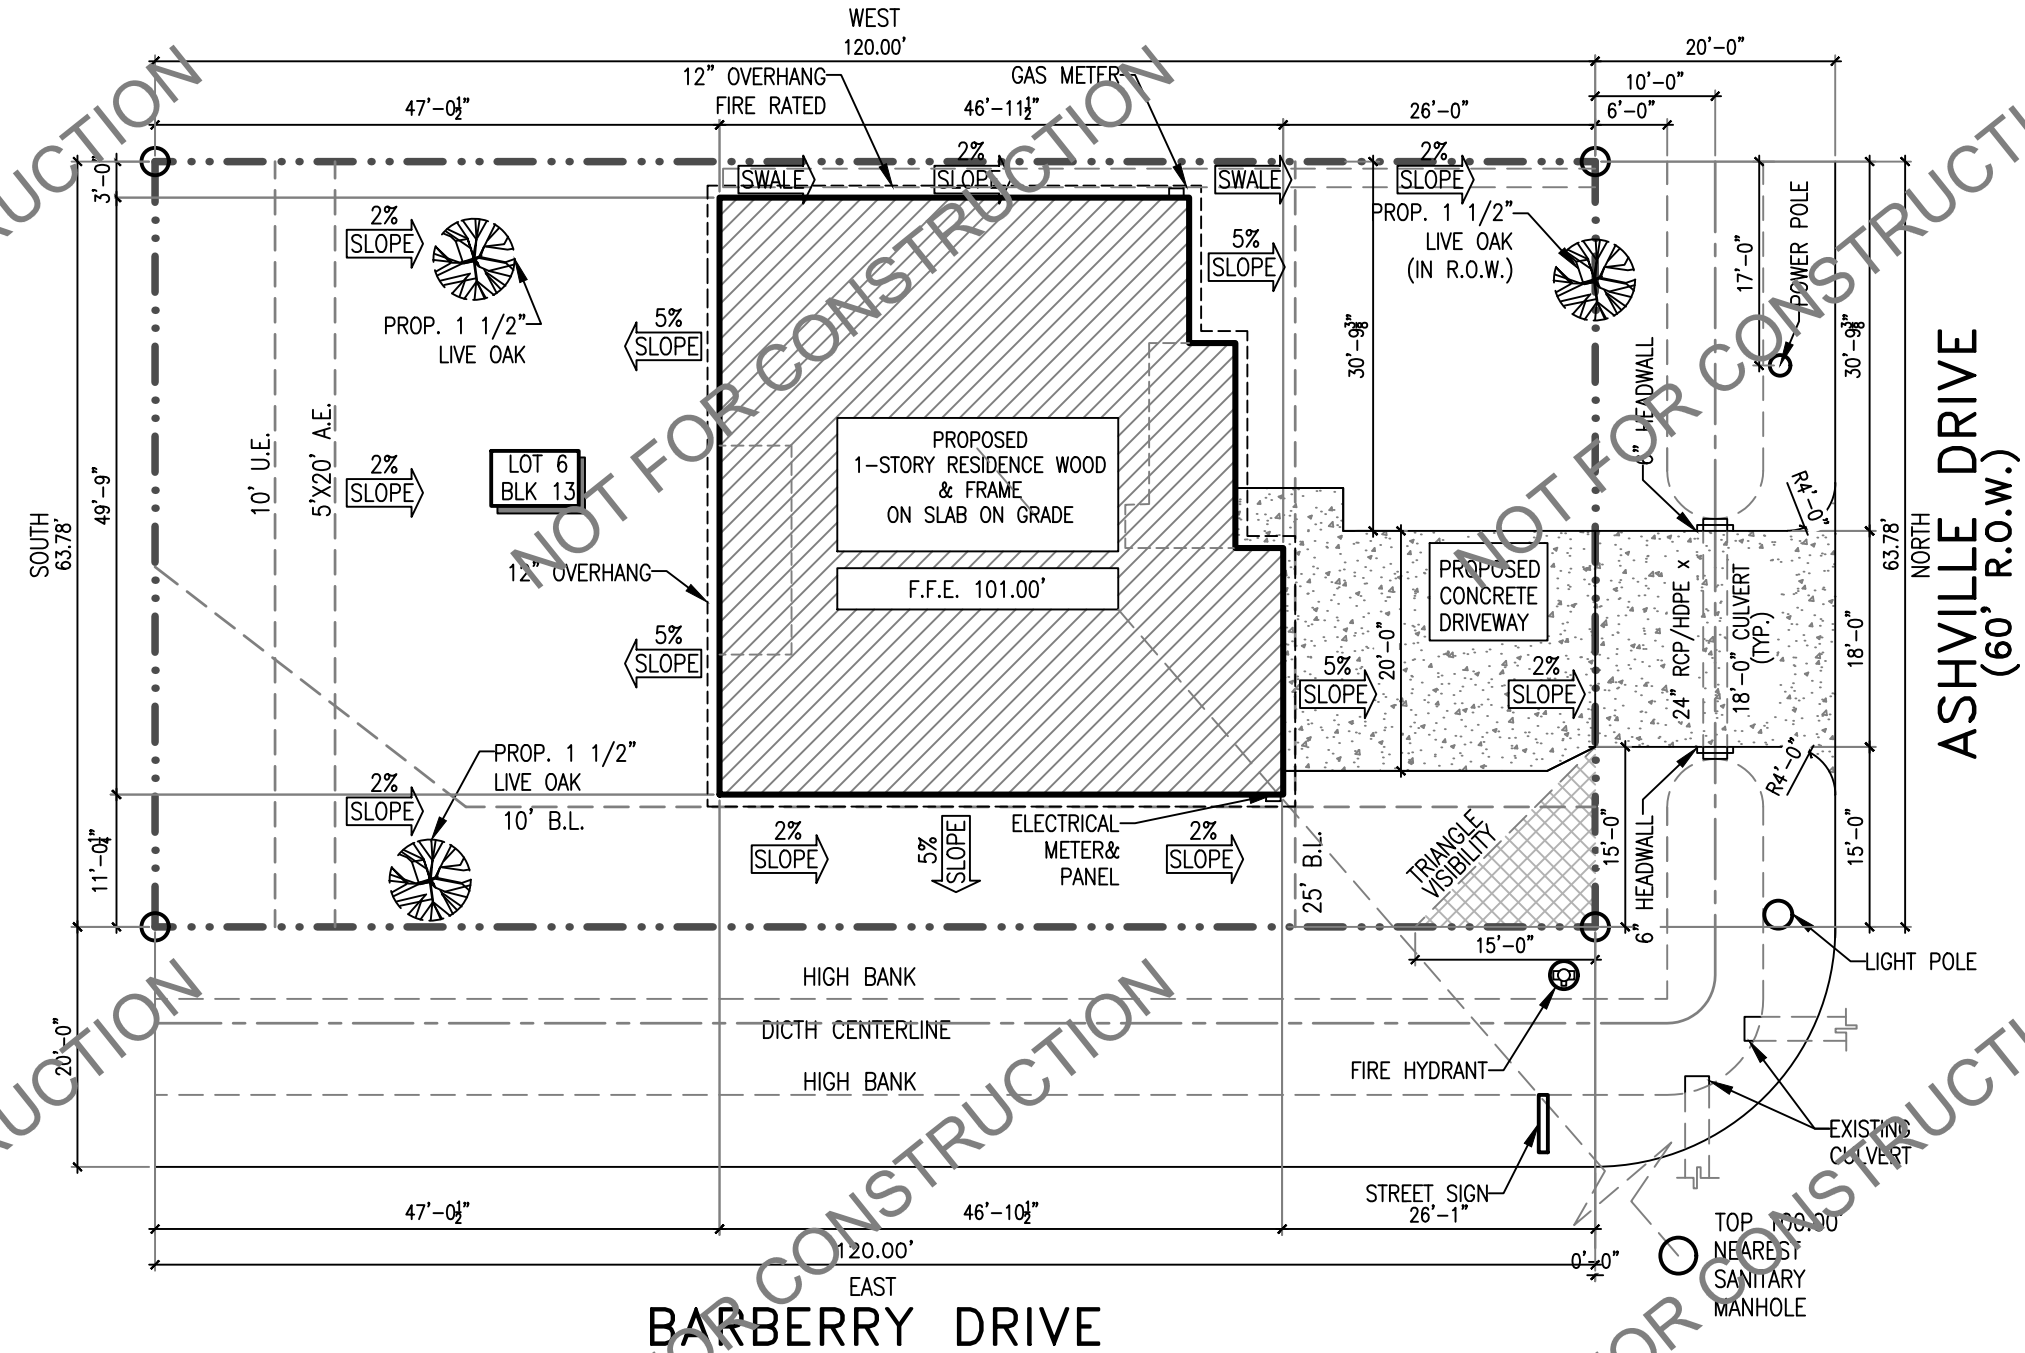 WEST
120.00'
20'-0"
12" OVERHANG
FIRE RATED
GAS METER
10'-0"
47'-0½"
46'-11½"
26'-0"
6'-0"
3'-0"
SWALE
2%
SLOPE
SWALE
2%
SLOPE
2%
SLOPE
PROP. 1 1/2"
LIVE OAK
PROP. 1 1/2"
LIVE OAK
(IN R.O.W.)
5%
SLOPE
17'-0"
POWER POLE
5%
SLOPE
30'-9⅜"
30'-9⅜"
6" HEADWALL
ASHVILLE DRIVE
(60' R.O.W.)
10' U.E.
5'X20' A.E.
2%
SLOPE
LOT 6
BLK 13
49'-9"
PROPOSED
1-STORY RESIDENCE WOOD
& FRAME
ON SLAB ON GRADE
F.F.E. 101.00'
R4'-0"
SOUTH
63.78'
63.78'
NORTH
12" OVERHANG
PROPOSED
CONCRETE
DRIVEWAY
24" RCP/HDPE x
18'-0" CULVERT
(TYP.)
18'-0"
20'-0"
5%
SLOPE
5%
SLOPE
2%
SLOPE
R4'-0"
PROP. 1 1/2"
LIVE OAK
2%
SLOPE
10' B.L.
11'-0¼"
2%
SLOPE
5%
SLOPE
ELECTRICAL
METER&
PANEL
2%
SLOPE
25' B.L.
TRIANGLE
VISIBILITY
15'-0"
6" HEADWALL
15'-0"
15'-0"
LIGHT POLE
HIGH BANK
DICTH CENTERLINE
HIGH BANK
20'-0"
FIRE HYDRANT
EXISTING
CULVERT
STREET SIGN
47'-0½"
46'-10½"
26'-1"
120.00'
0'-0"
EAST
TOP 100.00'
NEAREST
SANITARY
MANHOLE
BARBERRY DRIVE
NOT FOR CONSTRUCTION
NOT FOR CONSTRUCTION
RUCTION
RUCTION
FOR CONSTRUCTION
FOR CONSTRUCTI